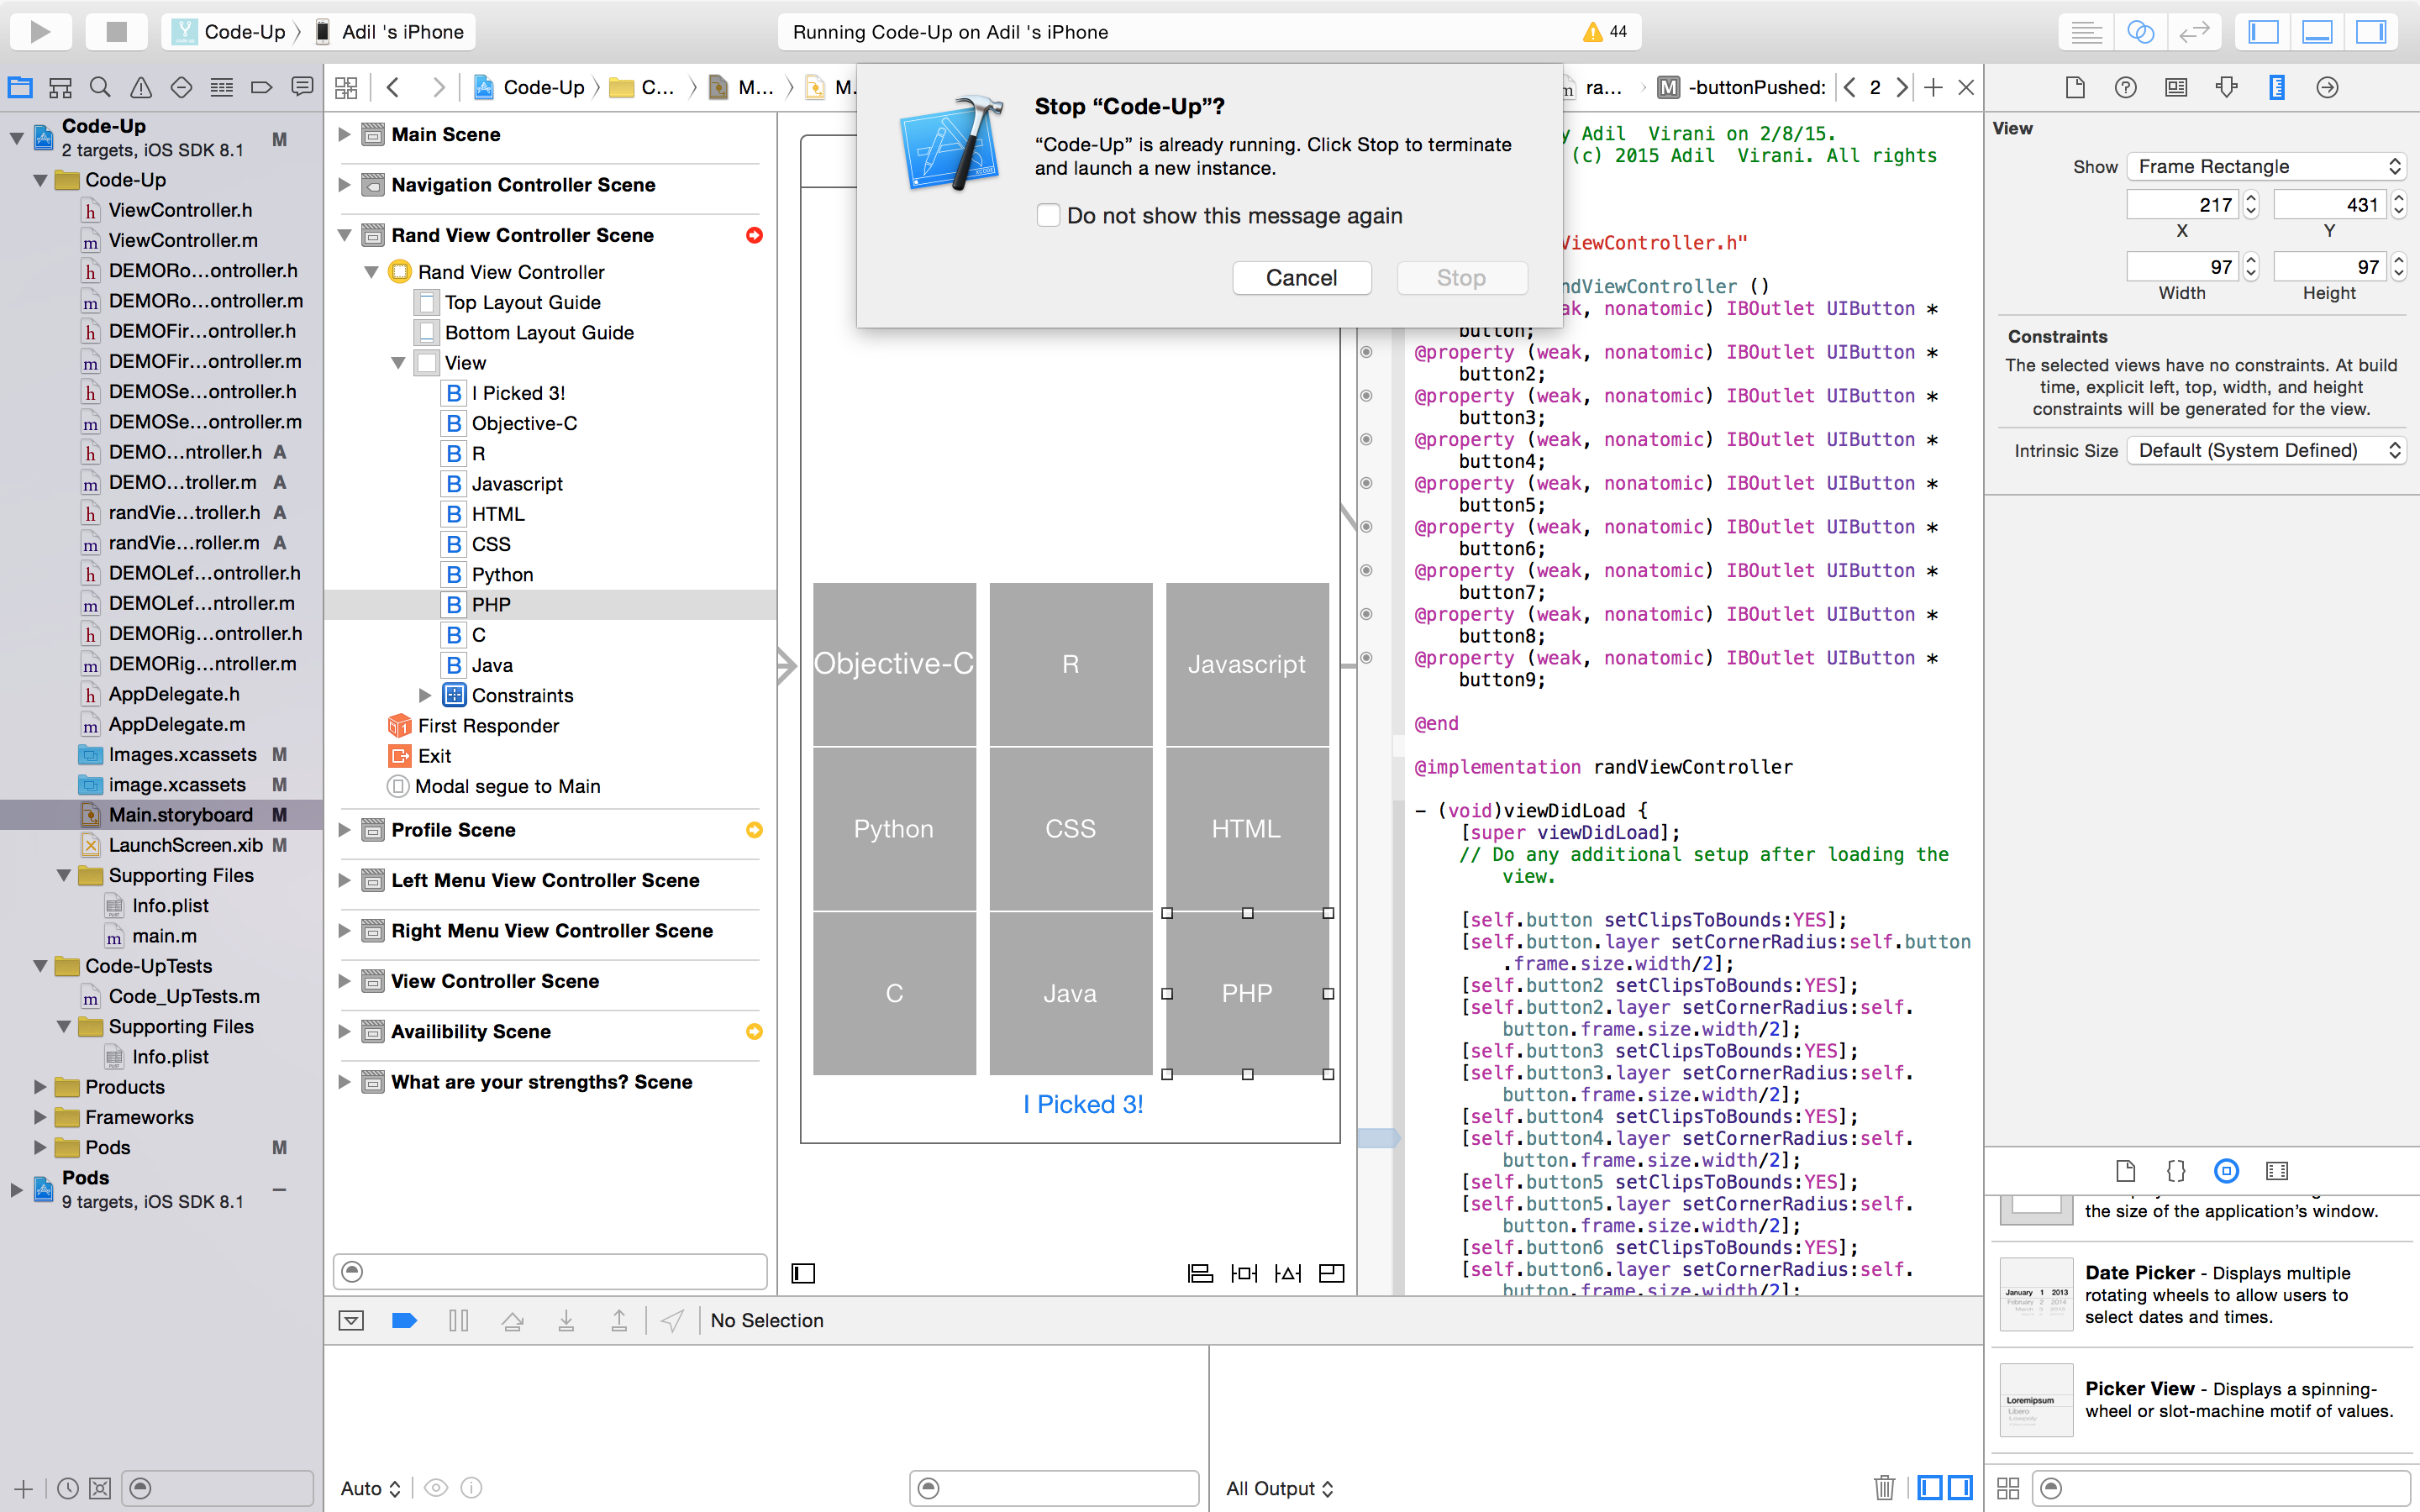 Code-Up
Adil 's iPhone
Running Code-Up on Adil 's iPhone
44
Code-Up
C...
M...
M.
ra...
M
-buttonPushed:
2
Stop “Code-Up”?
“Code-Up” is already running. Click Stop to terminate
and launch a new instance.
Do not show this message again
Cancel
Stop
Code-Up
2 targets, iOS SDK 8.1
M
Code-Up
h ViewController.h
m ViewController.m
h DEMORo...ontroller.h
m DEMORo...ontroller.m
h DEMOFir...ontroller.h
m DEMOFir...ontroller.m
h DEMOSe...ontroller.h
m DEMOSe...ontroller.m
h DEMO...ntroller.h A
m DEMO...troller.m A
h randVie...troller.h A
m randVie...roller.m A
h DEMOLef...ontroller.h
m DEMOLef...ntroller.m
h DEMORig...ontroller.h
m DEMORig...ntroller.m
h AppDelegate.h
m AppDelegate.m
Images.xcassets M
image.xcassets M
Main.storyboard M
LaunchScreen.xib M
Supporting Files
Info.plist
m main.m
Code-UpTests
m Code_UpTests.m
Supporting Files
Info.plist
Products
Frameworks
Pods M
Pods
9 targets, iOS SDK 8.1
Main Scene
Navigation Controller Scene
Rand View Controller Scene
Rand View Controller
Top Layout Guide
Bottom Layout Guide
View
B I Picked 3!
B Objective-C
B R
B Javascript
B HTML
B CSS
B Python
B PHP
B C
B Java
Constraints
First Responder
Exit
Modal segue to Main
Profile Scene
Left Menu View Controller Scene
Right Menu View Controller Scene
View Controller Scene
Availibility Scene
What are your strengths? Scene
Objective-C
R
Javascript
Python
CSS
HTML
C
Java
PHP
I Picked 3!
y Adil  Virani on 2/8/15.
(c) 2015 Adil  Virani. All rights
ViewController.h"
ndViewController ()
ak, nonatomic) IBOutlet UIButton *
button;
@property (weak, nonatomic) IBOutlet UIButton *
button2;
@property (weak, nonatomic) IBOutlet UIButton *
button3;
@property (weak, nonatomic) IBOutlet UIButton *
button4;
@property (weak, nonatomic) IBOutlet UIButton *
button5;
@property (weak, nonatomic) IBOutlet UIButton *
button6;
@property (weak, nonatomic) IBOutlet UIButton *
button7;
@property (weak, nonatomic) IBOutlet UIButton *
button8;
@property (weak, nonatomic) IBOutlet UIButton *
button9;
@end
@implementation randViewController
- (void)viewDidLoad {
[super viewDidLoad];
// Do any additional setup after loading the
view.
[self.button setClipsToBounds:YES];
[self.button.layer setCornerRadius:self.button
.frame.size.width/2];
[self.button2 setClipsToBounds:YES];
[self.button2.layer setCornerRadius:self.
button.frame.size.width/2];
[self.button3 setClipsToBounds:YES];
[self.button3.layer setCornerRadius:self.
button.frame.size.width/2];
[self.button4 setClipsToBounds:YES];
[self.button4.layer setCornerRadius:self.
button.frame.size.width/2];
[self.button5 setClipsToBounds:YES];
[self.button5.layer setCornerRadius:self.
button.frame.size.width/2];
[self.button6 setClipsToBounds:YES];
[self.button6.layer setCornerRadius:self.
button.frame.size.width/2];
View
Show Frame Rectangle
217 431
X Y
97 97
Width Height
Constraints
The selected views have no constraints. At build
time, explicit left, top, width, and height
constraints will be generated for the view.
Intrinsic Size Default (System Defined)
the size of the application’s window.
January 1 2013
Date Picker - Displays multiple
rotating wheels to allow users to
select dates and times.
Loremipsum
Picker View - Displays a spinning-
wheel or slot-machine motif of values.
No Selection
Auto
All Output